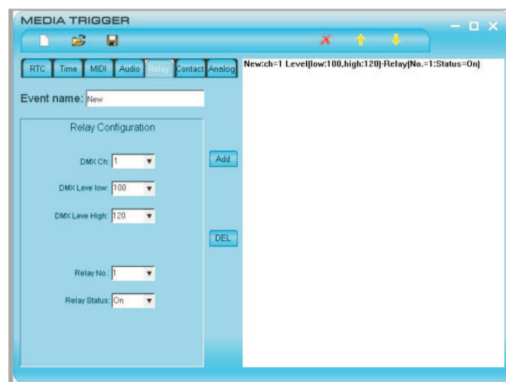 MEDIA TRIGGER
RTC Time MIDI Audio Relay Contact Analog
Event name: New
Relay Configuration
DMX Ch: 1
DMX Leve low: 100
DMX Leve High: 120
Relay No.: 1
Relay Status: On
Add
DEL
New:ch=1 Level(low:100,high:120)-Relay(No.=1:Status=On)